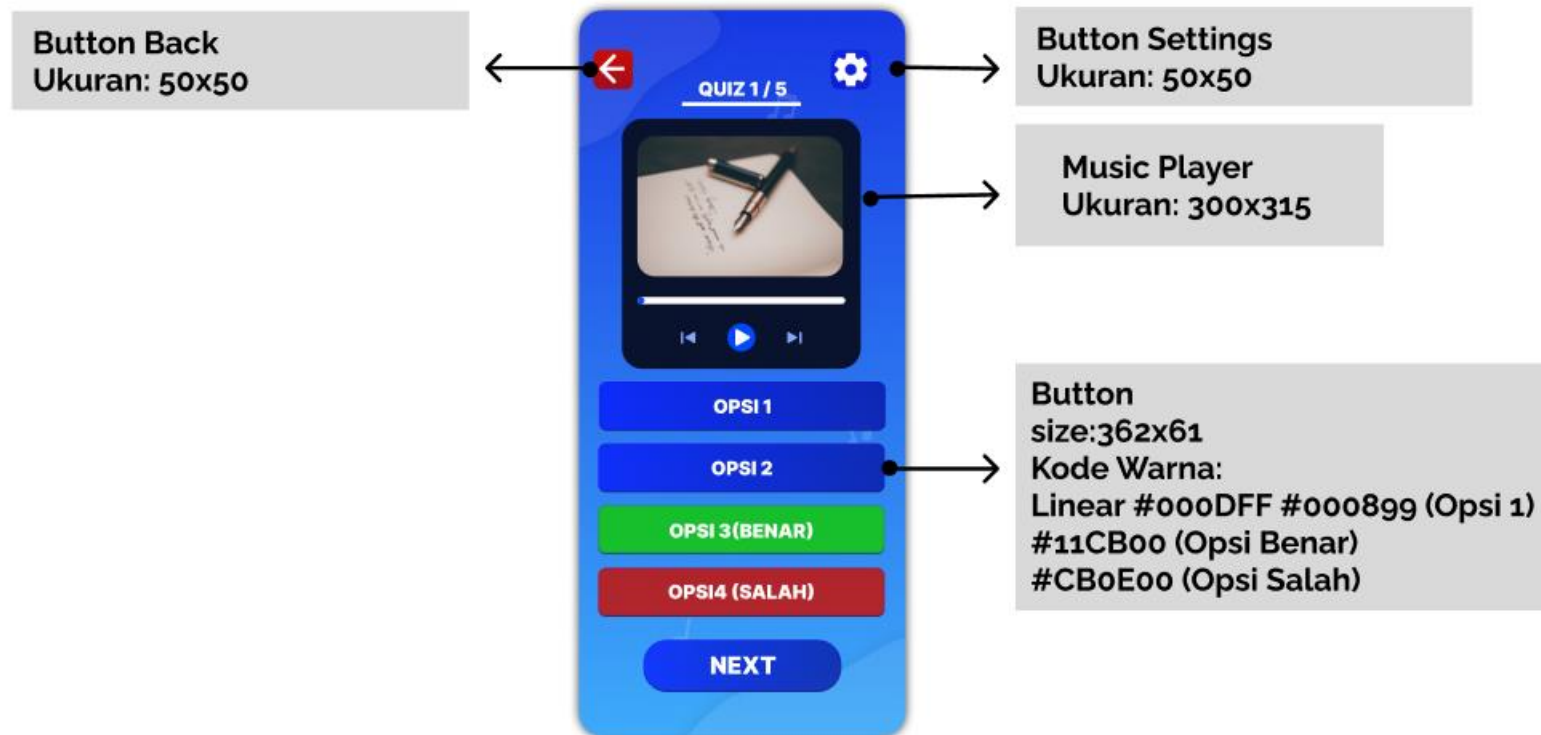 Button Back
Ukuran: 50x50
Button Settings
Ukuran: 50x50
QUIZ 1 / 5
Music Player
Ukuran: 300x315
OPSI 1
OPSI 2
OPSI 3(BENAR)
OPSI4 (SALAH)
NEXT
Button
size:362x61
Kode Warna:
Linear #000DFF #000899 (Opsi 1)
#11CB00 (Opsi Benar)
#CB0E00 (Opsi Salah)